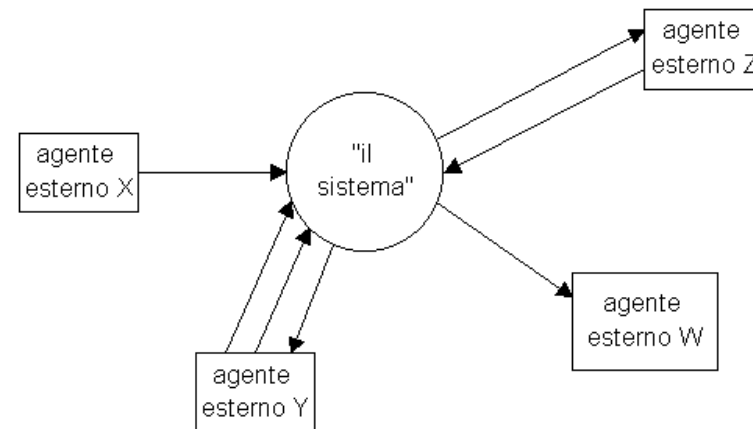 agente
esterno Z
"il
sistema"
agente
esterno X
agente
esterno W
agente
esterno Y